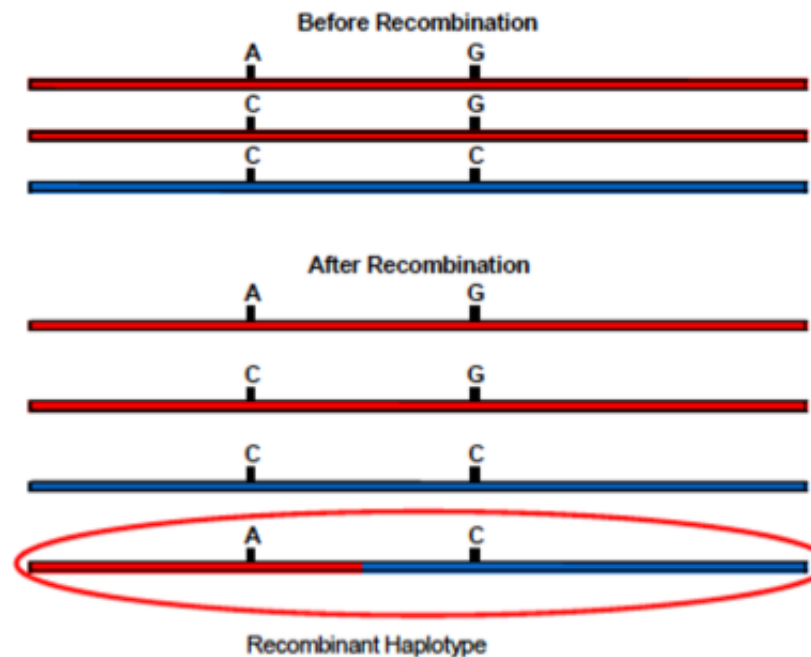 Before Recombination
A G
C G
C C
After Recombination
A G
C G
C C
A C
Recombinant Haplotype